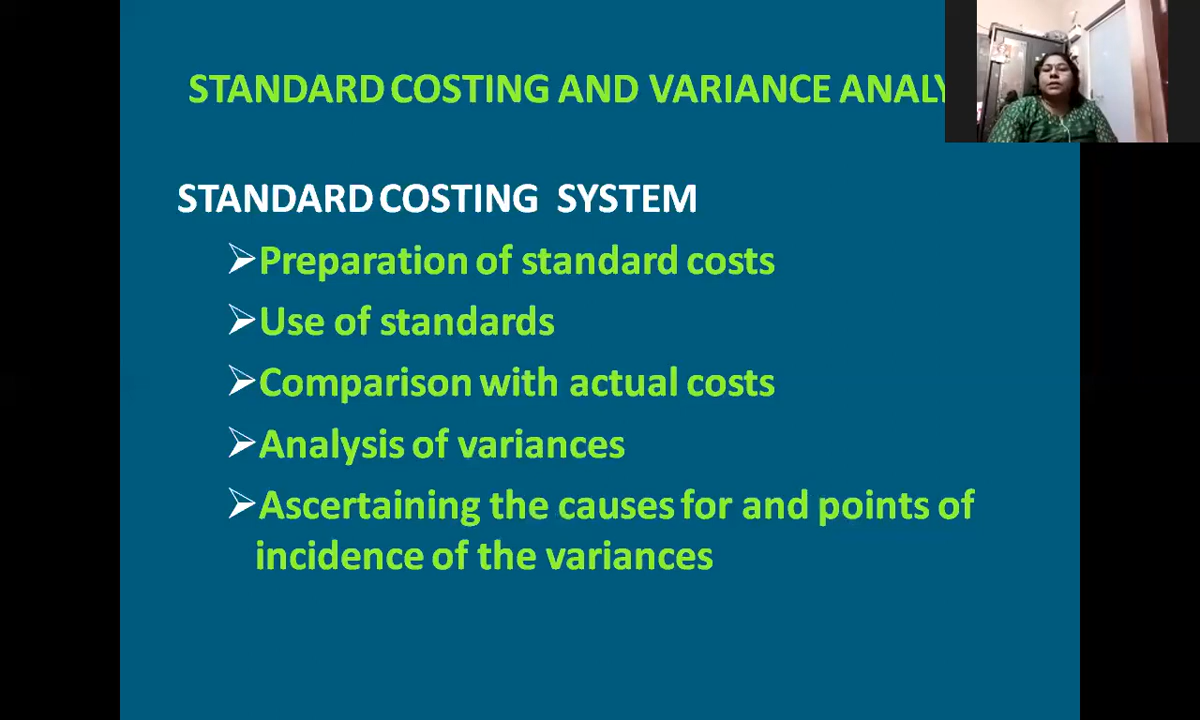 STANDARD COSTING AND VARIANCE
STANDARD COSTING SYSTEM
Preparation of standard costs
Use of standards
Comparison with actual costs
Analysis of variances
Ascertaining the causes for and points of
incidence of the variances